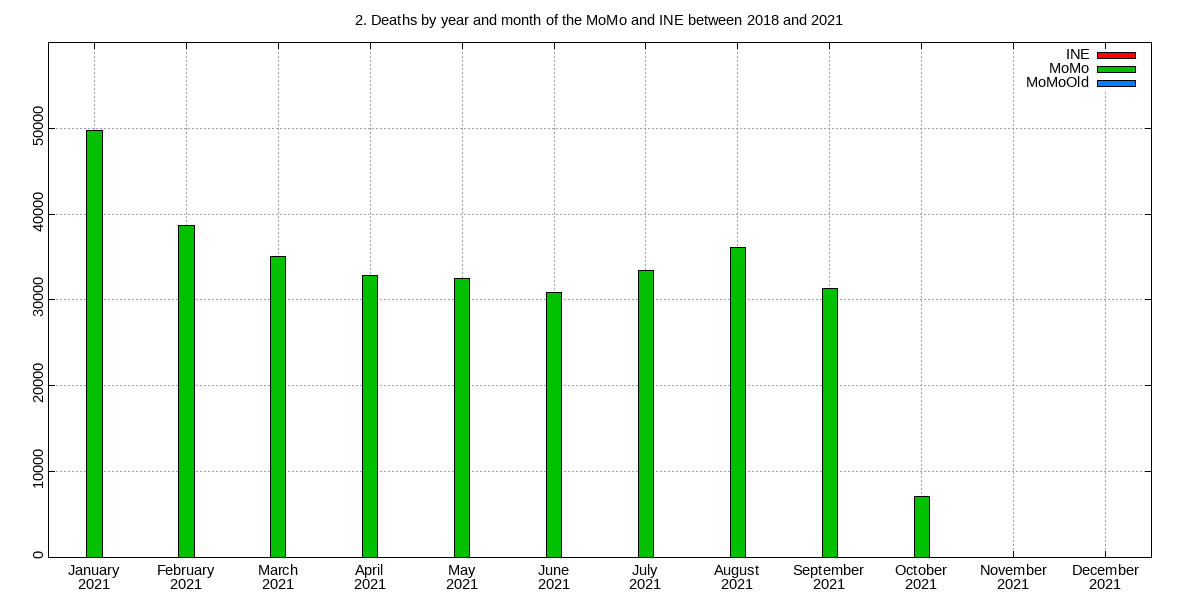 2. Deaths by year and month of the MoMo and INE between 2018 and 2021
INE
MoMo
MoMoOld
50000
40000
30000
20000
10000
0
January February March April May June July August September October November December
2021 2021 2021 2021 2021 2021 2021 2021 2021 2021 2021 2021